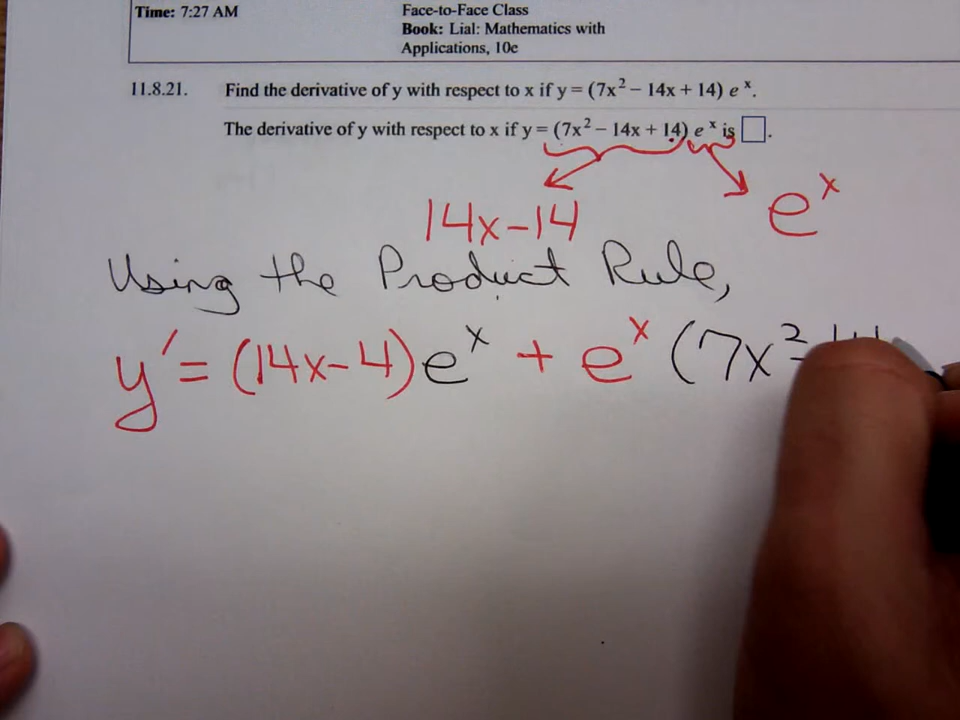 Time: 7:27 AM
Face-to-Face Class
Book: Lial: Mathematics with
Applications, 10e
11.8.21. Find the derivative of y with respect to x if y = (7x² − 14x + 14) e ˣ.
The derivative of y with respect to x if y = (7x² − 14x + 14) e ˣ is □.
14x−14 eˣ
Using the Product Rule,
y′ = (14x−4)eˣ + eˣ (7x² −